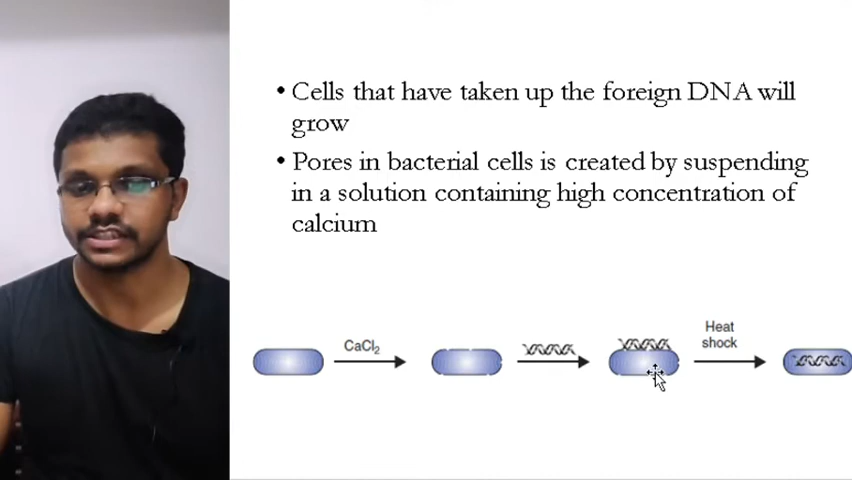 • Cells that have taken up the foreign DNA will
grow
• Pores in bacterial cells is created by suspending
in a solution containing high concentration of
calcium
CaCl₂
Heat
shock